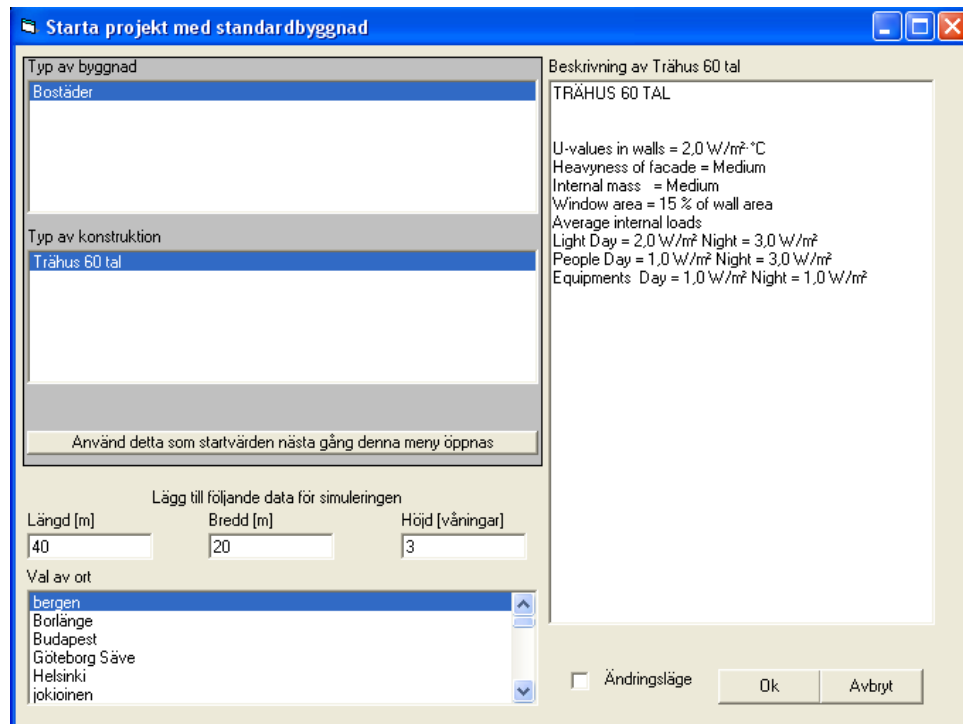 Starta projekt med standardbyggnad
Typ av byggnad
Bostäder
Typ av konstruktion
Trähus 60 tal
Använd detta som startvärden nästa gång denna meny öppnas
Lägg till följande data för simuleringen
Längd [m]
Bredd [m]
Höjd [våningar]
40
20
3
Val av ort
bergen
Borlänge
Budapest
Göteborg Säve
Helsinki
jokioinen
Beskrivning av Trähus 60 tal
TRÄHUS 60 TAL
U-values in walls = 2,0 W/m²·°C
Heavyness of facade = Medium
Internal mass = Medium
Window area = 15 % of wall area
Average internal loads
Light Day = 2,0 W/m² Night = 3,0 W/m²
People Day = 1,0 W/m² Night = 3,0 W/m²
Equipments Day = 1,0 W/m² Night = 1,0 W/m²
Ändringsläge
Ok
Avbryt